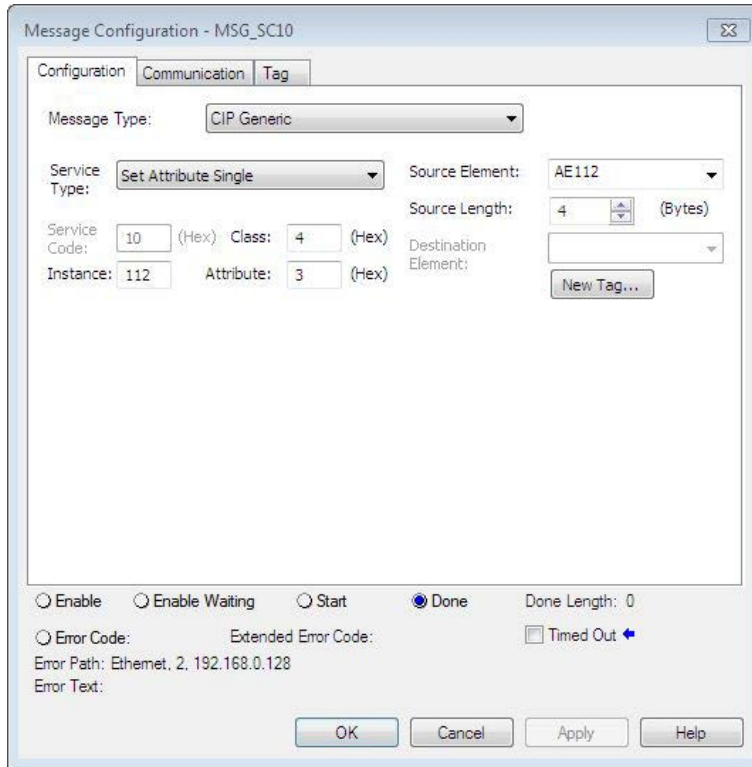 Message Configuration - MSG_SC10
Configuration Communication Tag
Message Type: CIP Generic
Service Type: Set Attribute Single Source Element: AE112
Source Length: 4 (Bytes)
Service Code: 10 (Hex) Class: 4 (Hex) Destination Element:
Instance: 112 Attribute: 3 (Hex) New Tag...
Enable Enable Waiting Start Done Done Length: 0
Error Code: Extended Error Code: Timed Out
Error Path: Ethernet, 2, 192.168.0.128
Error Text:
OK Cancel Apply Help